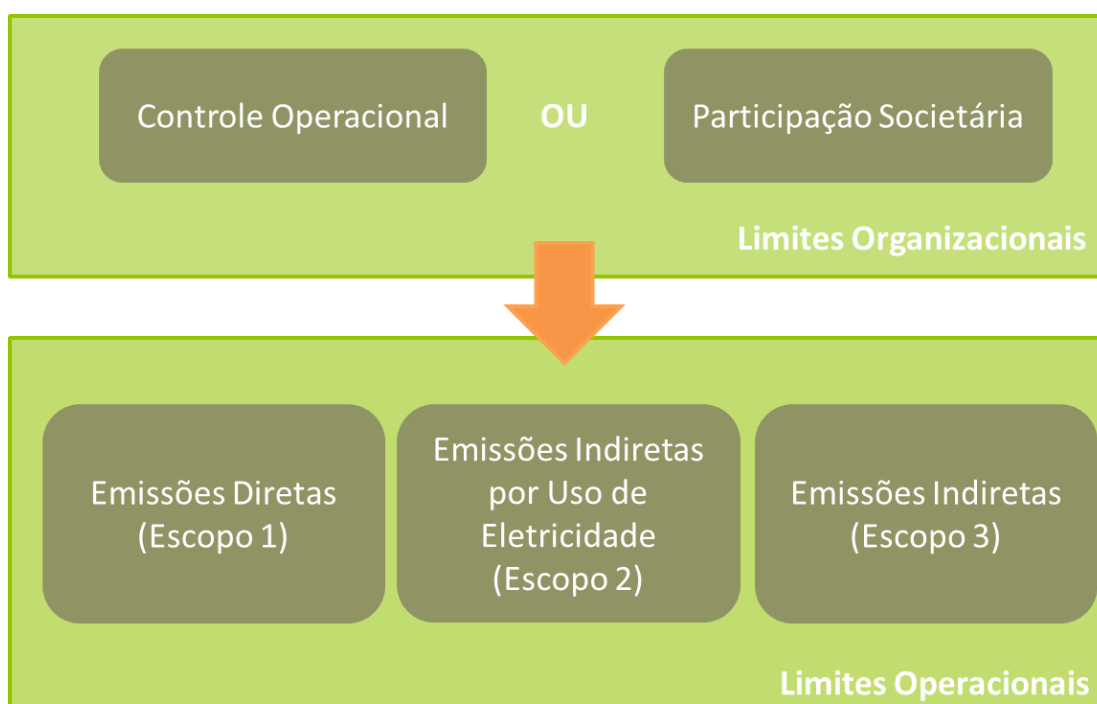 Controle Operacional
OU
Participação Societária
Limites Organizacionais
Emissões Diretas
(Escopo 1)
Emissões Indiretas
por Uso de
Eletricidade
(Escopo 2)
Emissões Indiretas
(Escopo 3)
Limites Operacionais